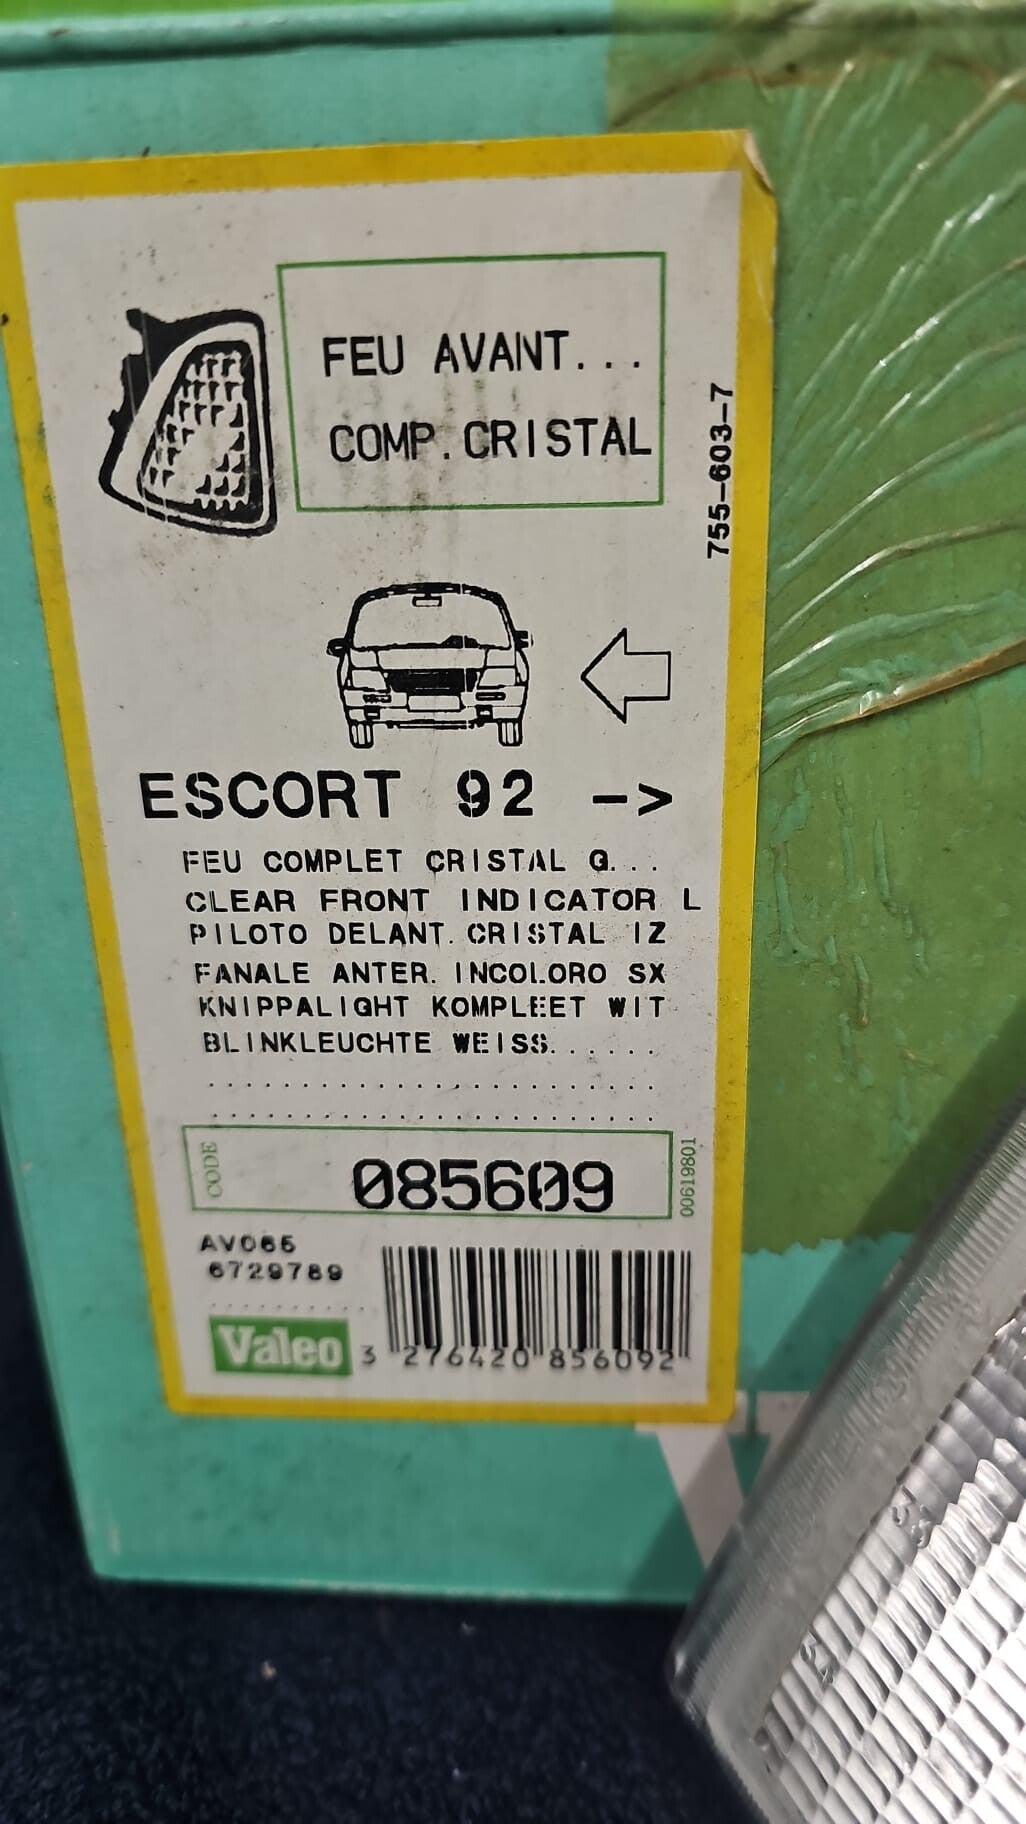 FEU AVANT...
COMP.CRISTAL
755-603-7
ESCORT 92 ->
FEU COMPLET CRISTAL G...
CLEAR FRONT INDICATOR L
PILOTO DELANT. CRISTAL IZ
FANALE ANTER. INCOLORO SX
KNIPPALIGHT KOMPLEET WIT
BLINKLEUCHTE WEISS......
CODE
085609
00619801
AV065
6729789
Valeo
3 276420 856092